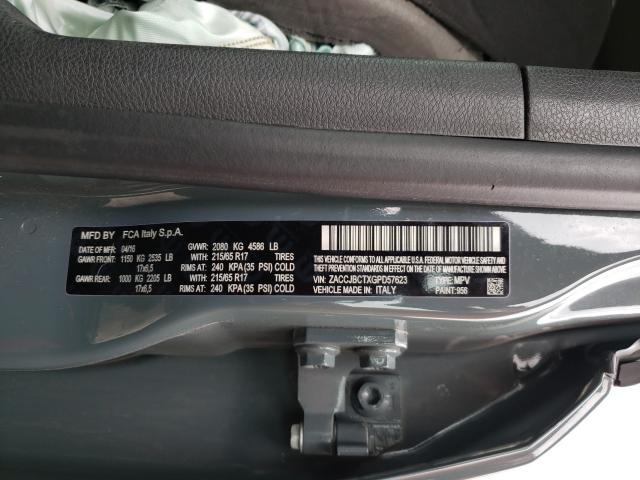 MFD BY FCA Italy S.p.A.
DATE OF MFR: 04/16 GVWR: 2080 KG 4586 LB
GAWR FRONT: 1150 KG 2535 LB WITH: 215/65 R17 TIRES
17x6,5 RIMS AT: 240 KPA(35 PSI) COLD
GAWR REAR: 1000 KG 2205 LB WITH: 215/65 R17 TIRES
17x6,5 RIMS AT: 240 KPA(35 PSI) COLD
THIS VEHICLE CONFORMS TO ALL APPLICABLE U.S.A. FEDERAL MOTOR VEHICLE
SAFETY, BUMPER, AND THEFT PREVENTION STANDARDS IN EFFECT ON THE DATE OF MANUFACTURE SHOWN ABOVE.
VIN: ZACCJBCTXGPD57623 TYPE: MPV
VEHICLE MADE IN: ITALY PAINT: 958